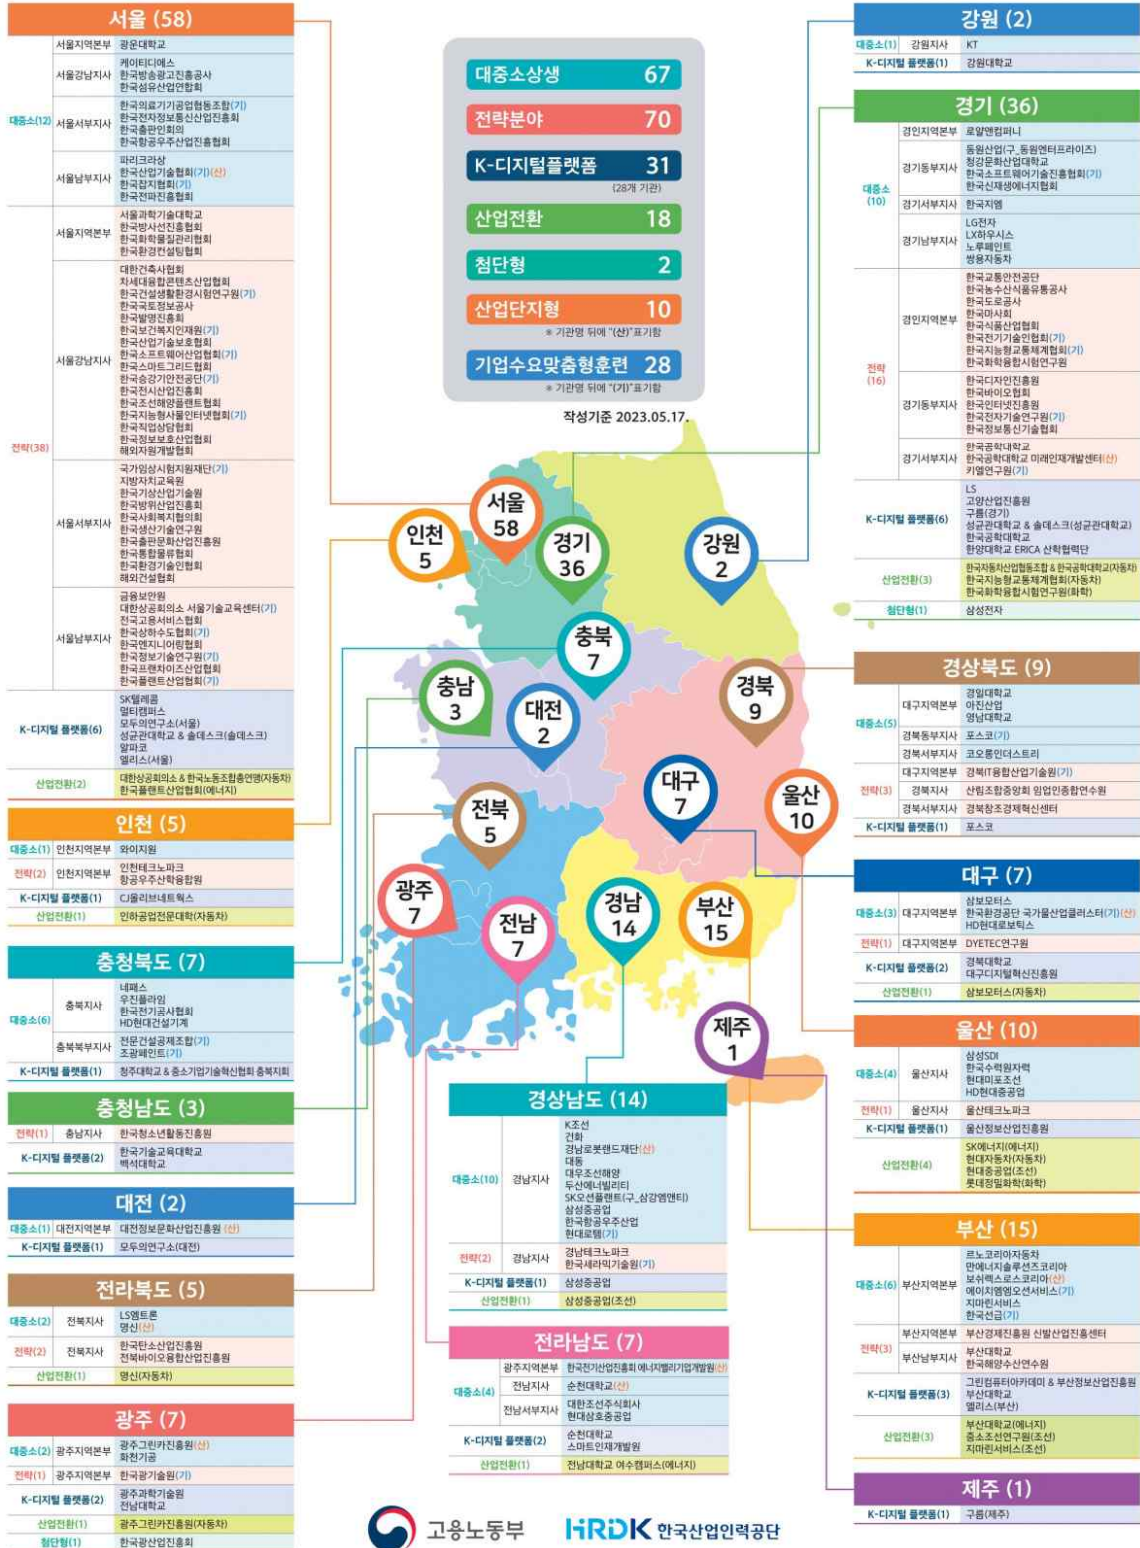 서울 (58)
대중소(12)
서울지역본부 광운대학교
서울강남지사
케이티디에스
한국방송광고진흥공사
한국섬유산업연합회
서울서부지사
한국의료기기공업협동조합(기)
한국전자정보통신산업진흥회
한국출판인회의
한국항공우주산업진흥협회
서울남부지사
파리크라상
한국산업기술협회(기)(산)
한국잡지협회(기)
한국전파진흥협회
전략(38)
서울지역본부
서울과학기술대학교
한국방사선진흥협회
한국화학물질관리협회
한국환경컨설팅협회
서울강남지사
대한건축사협회
차세대융합콘텐츠산업협회
한국건설생활환경시험연구원(기)
한국국토정보공사
한국발명진흥회
한국보건복지인재원(기)
한국산업기술보호협회
한국소프트웨어산업협회(기)
한국스마트그리드협회
한국승강기안전공단(기)
한국전시산업진흥회
한국조선해양플랜트협회
한국지능형사물인터넷협회(기)
한국직업상담협회
한국정보보호산업협회
해외자원개발협회
서울서부지사
국가임상시험지원재단(기)
지방자치교육원
한국기상산업기술원
한국방위산업진흥회
한국사회복지협의회
한국생산기술연구원
한국출판문화산업진흥원
한국통합물류협회
한국환경기술인협회
해외건설협회
서울남부지사
금융보안원
대한상공회의소 서울기술교육센터(기)
전국고용서비스협회
한국상하수도협회(기)
한국엔지니어링협회
한국정보기술연구원(기)
한국프랜차이즈산업협회
한국플랜트산업협회(기)
K-디지털 플랫폼(6)
SK텔레콤
멀티캠퍼스
모두의연구소(서울)
성균관대학교 & 솔데스크(솔데스크)
알파코
엘리스(서울)
산업전환(2)
대한상공회의소 & 한국노동조합총연맹(자동차)
한국플랜트산업협회(에너지)
인천 (5)
대중소(1) 인천지역본부 와이지원
전략(2) 인천지역본부
인천테크노파크
항공우주산학융합원
K-디지털 플랫폼(1) CJ올리브네트웍스
산업전환(1) 인하공업전문대학(자동차)
충청북도 (7)
대중소(6)
충북지사
네패스
우진플라임
한국전기공사협회
HD현대건설기계
충북북부지사
전문건설공제조합(기)
조광페인트(기)
K-디지털 플랫폼(1) 청주대학교 & 중소기업기술혁신협회 충북지회
충청남도 (3)
전략(1) 충남지사 한국청소년활동진흥원
K-디지털 플랫폼(2)
한국기술교육대학교
백석대학교
대전 (2)
대중소(1) 대전지역본부 대전정보문화산업진흥원 (산)
K-디지털 플랫폼(1) 모두의연구소(대전)
전라북도 (5)
대중소(2) 전북지사
LS엠트론
명신(산)
전략(2) 전북지사
한국탄소산업진흥원
전북바이오융합산업진흥원
산업전환(1) 명신(자동차)
광주 (7)
대중소(2) 광주지역본부
광주그린카진흥원(산)
화천기공
전략(1) 광주지역본부 한국광기술원(기)
K-디지털 플랫폼(2)
광주과학기술원
전남대학교
산업전환(1) 광주그린카진흥원(자동차)
첨단형(1) 한국광산업진흥회
대중소상생 67
전략분야 70
K-디지털플랫폼 31
(28개 기관)
산업전환 18
첨단형 2
산업단지형 10
※ 기관명 뒤에 "(산)"표기함
기업수요맞춤형훈련 28
※ 기관명 뒤에 "(기)"표기함
작성기준 2023.05.17.
서울
58
인천
5
경기
36
강원
2
충북
7
충남
3
대전
2
경북
9
대구
7
울산
10
전북
5
광주
7
전남
7
경남
14
부산
15
제주
1
경상남도 (14)
대중소(10) 경남지사
K조선
건화
경남로봇랜드재단(산)
대동
대우조선해양
두산에너빌리티
SK오션플랜트(구_삼강엠앤티)
삼성중공업
한국항공우주산업
현대로템(기)
전략(2) 경남지사
경남테크노파크
한국세라믹기술원(기)
K-디지털 플랫폼(1) 삼성중공업
산업전환(1) 삼성중공업(조선)
전라남도 (7)
대중소(4)
광주지역본부 한국전기산업진흥회 에너지밸리기업개발원(산)
전남지사 순천대학교(산)
전남서부지사
대한조선주식회사
현대삼호중공업
K-디지털 플랫폼(2)
순천대학교
스마트인재개발원
산업전환(1) 전남대학교 여수캠퍼스(에너지)
고용노동부
HRDK 한국산업인력공단
강원 (2)
대중소(1) 강원지사 KT
K-디지털 플랫폼(1) 강원대학교
경기 (36)
대중소
(10)
경인지역본부 로얄앤컴퍼니
경기동부지사
동원산업(구_동원엔터프라이즈)
청강문화산업대학교
한국소프트웨어기술진흥협회(기)
한국신재생에너지협회
경기서부지사 한국지엠
경기남부지사
LG전자
LX하우시스
노루페인트
쌍용자동차
전략
(16)
경인지역본부
한국교통안전공단
한국농수산식품유통공사
한국도로공사
한국마사회
한국식품산업협회
한국전기기술인협회(기)
한국지능형교통체계협회(기)
한국화학융합시험연구원
경기동부지사
한국디자인진흥원
한국바이오협회
한국인터넷진흥원
한국전자기술연구원(기)
한국정보통신기술협회
경기서부지사
한국공학대학교
한국공학대학교 미래인재개발센터(산)
키엘연구원(기)
K-디지털 플랫폼(6)
LS
고양산업진흥원
구름(경기)
성균관대학교 & 솔데스크(성균관대학교)
한국공학대학교
한양대학교 ERICA 산학협력단
산업전환(3)
한국자동차산업협동조합 & 한국공학대학교(자동차)
한국지능형교통체계협회(자동차)
한국화학융합시험연구원(화학)
첨단형(1) 삼성전자
경상북도 (9)
대중소(5)
대구지역본부
경일대학교
아진산업
영남대학교
경북동부지사 포스코(기)
경북서부지사 코오롱인더스트리
전략(3)
대구지역본부 경북IT융합산업기술원(기)
경북지사 산림조합중앙회 임업인종합연수원
경북서부지사 경북창조경제혁신센터
K-디지털 플랫폼(1) 포스코
대구 (7)
대중소(3) 대구지역본부
삼보모터스
한국환경공단 국가물산업클러스터(기)(산)
HD현대로보틱스
전략(1) 대구지역본부 DYETEC연구원
K-디지털 플랫폼(2)
경북대학교
대구디지털혁신진흥원
산업전환(1) 삼보모터스(자동차)
울산 (10)
대중소(4) 울산지사
삼성SDI
한국수력원자력
현대미포조선
HD현대중공업
전략(1) 울산지사 울산테크노파크
K-디지털 플랫폼(1) 울산정보산업진흥원
산업전환(4)
SK에너지(에너지)
현대자동차(자동차)
현대중공업(조선)
롯데정밀화학(화학)
부산 (15)
대중소(6) 부산지역본부
르노코리아자동차
만에너지솔루션즈코리아
보쉬렉스로스코리아(산)
에이치엠엠오션서비스(기)
지마린서비스
한국선급(기)
전략(3)
부산지역본부 부산경제진흥원 신발산업진흥센터
부산남부지사
부산대학교
한국해양수산연수원
K-디지털 플랫폼(3)
그린컴퓨터아카데미 & 부산정보산업진흥원
부산대학교
엘리스(부산)
산업전환(3)
부산대학교(에너지)
중소조선연구원(조선)
지마린서비스(조선)
제주 (1)
K-디지털 플랫폼(1) 구름(제주)